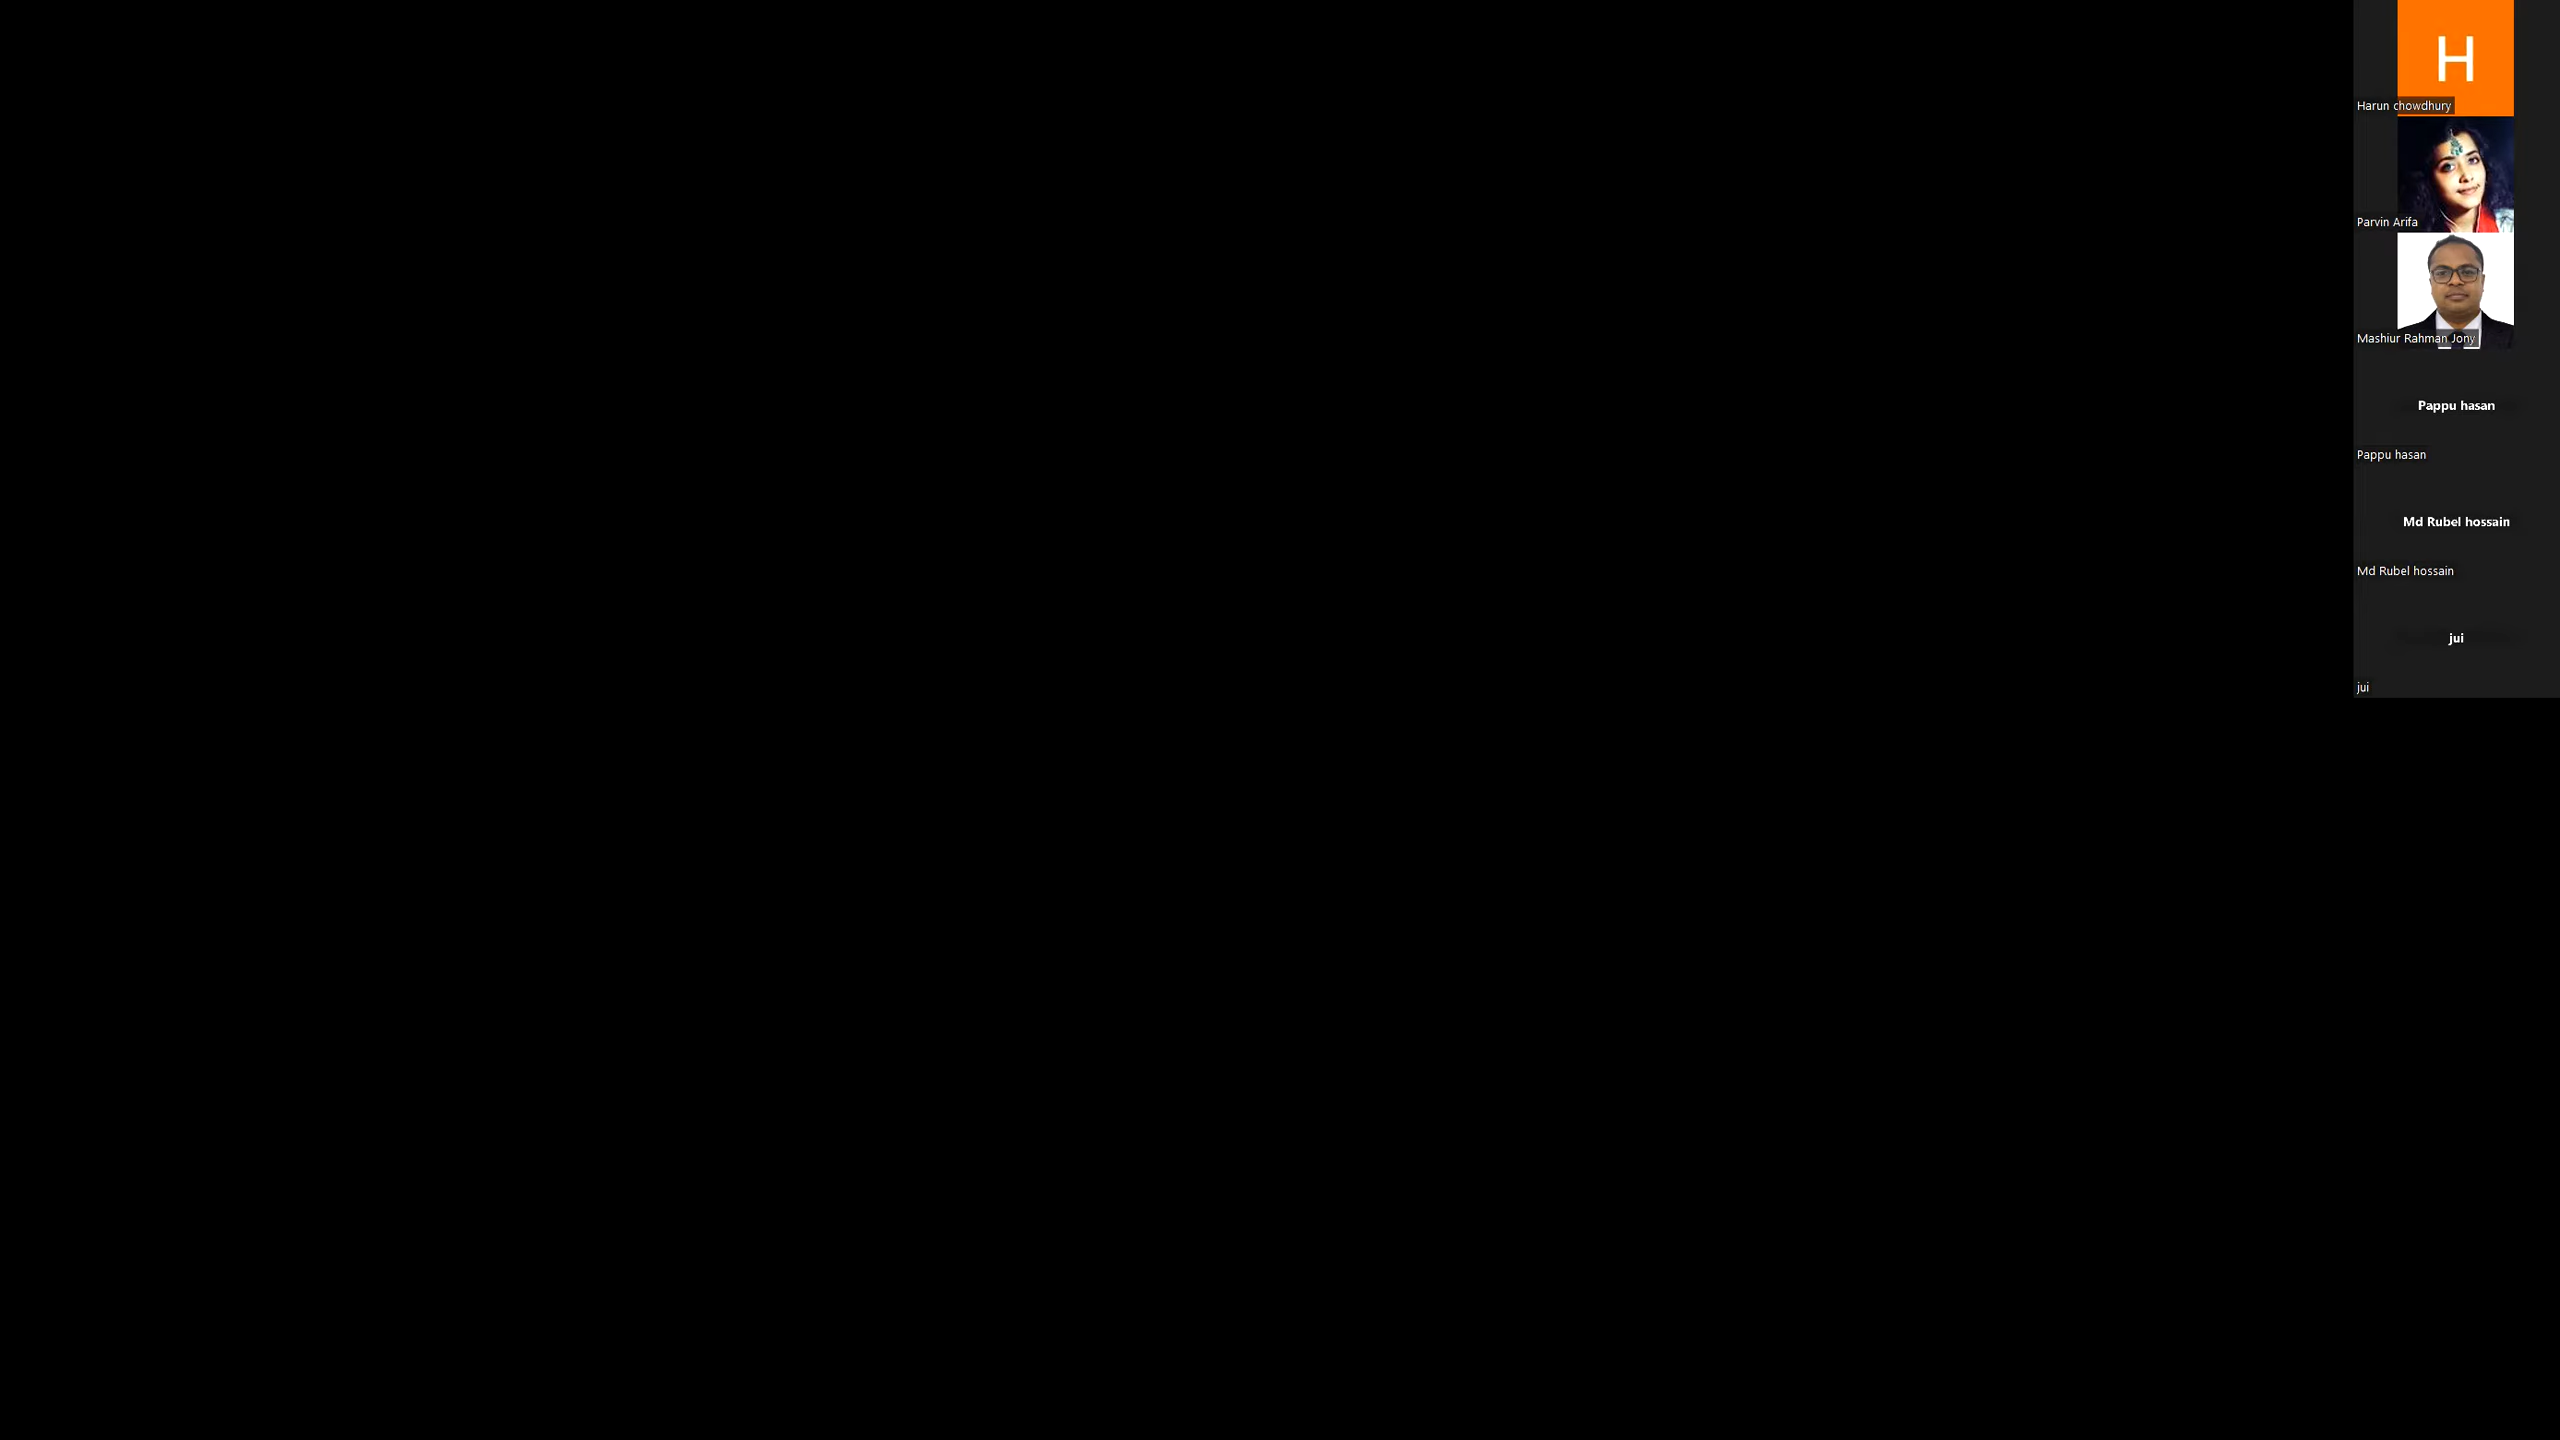 H
Harun chowdhury
Parvin Arifa
Mashiur Rahman Jony
Pappu hasan
Pappu hasan
Md Rubel hossain
Md Rubel hossain
jui
jui